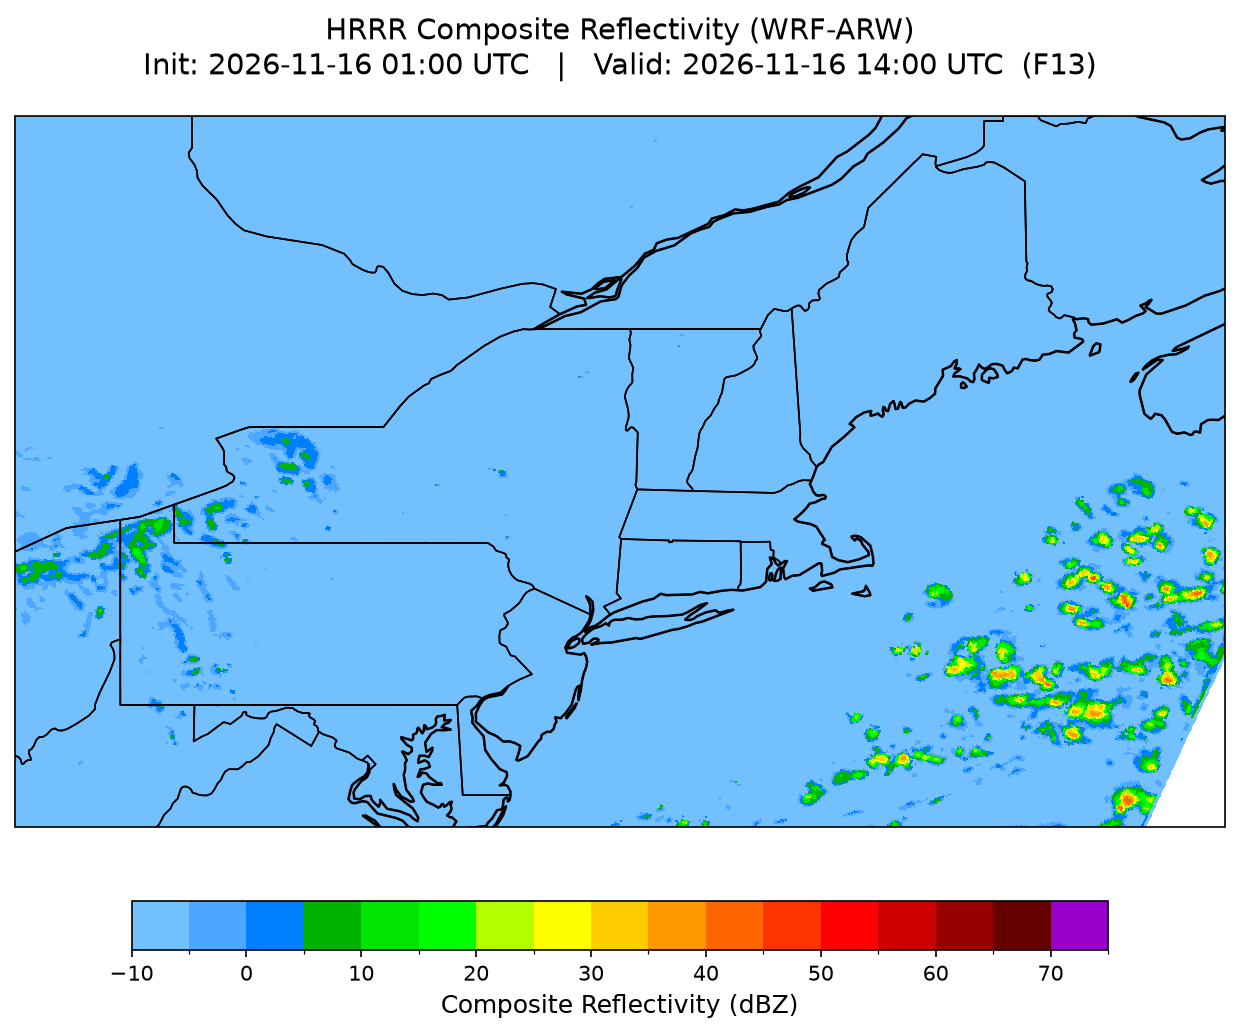 HRRR Composite Reflectivity (WRF-ARW)
Init: 2026-11-16 01:00 UTC   |   Valid: 2026-11-16 14:00 UTC  (F13)
−10 0 10 20 30 40 50 60 70
Composite Reflectivity (dBZ)